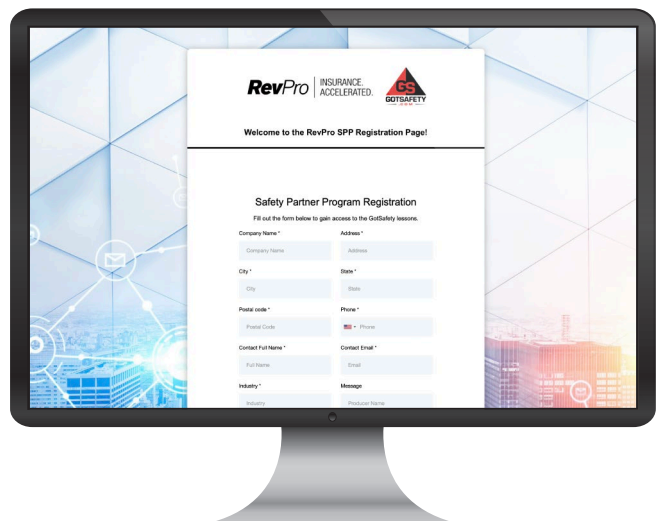 RevPro
INSURANCE.
ACCELERATED.
GS
GOTSAFETY
.COM
Welcome to the RevPro SPP Registration Page!
Safety Partner Program Registration
Fill out the form below to gain access to the GotSafety lessons.
Company Name * Address *
Company Name Address
City * State *
City State
Postal code * Phone *
Postal Code Phone
Contact Full Name * Contact Email *
Full Name Email
Industry * Message
Industry Producer Name